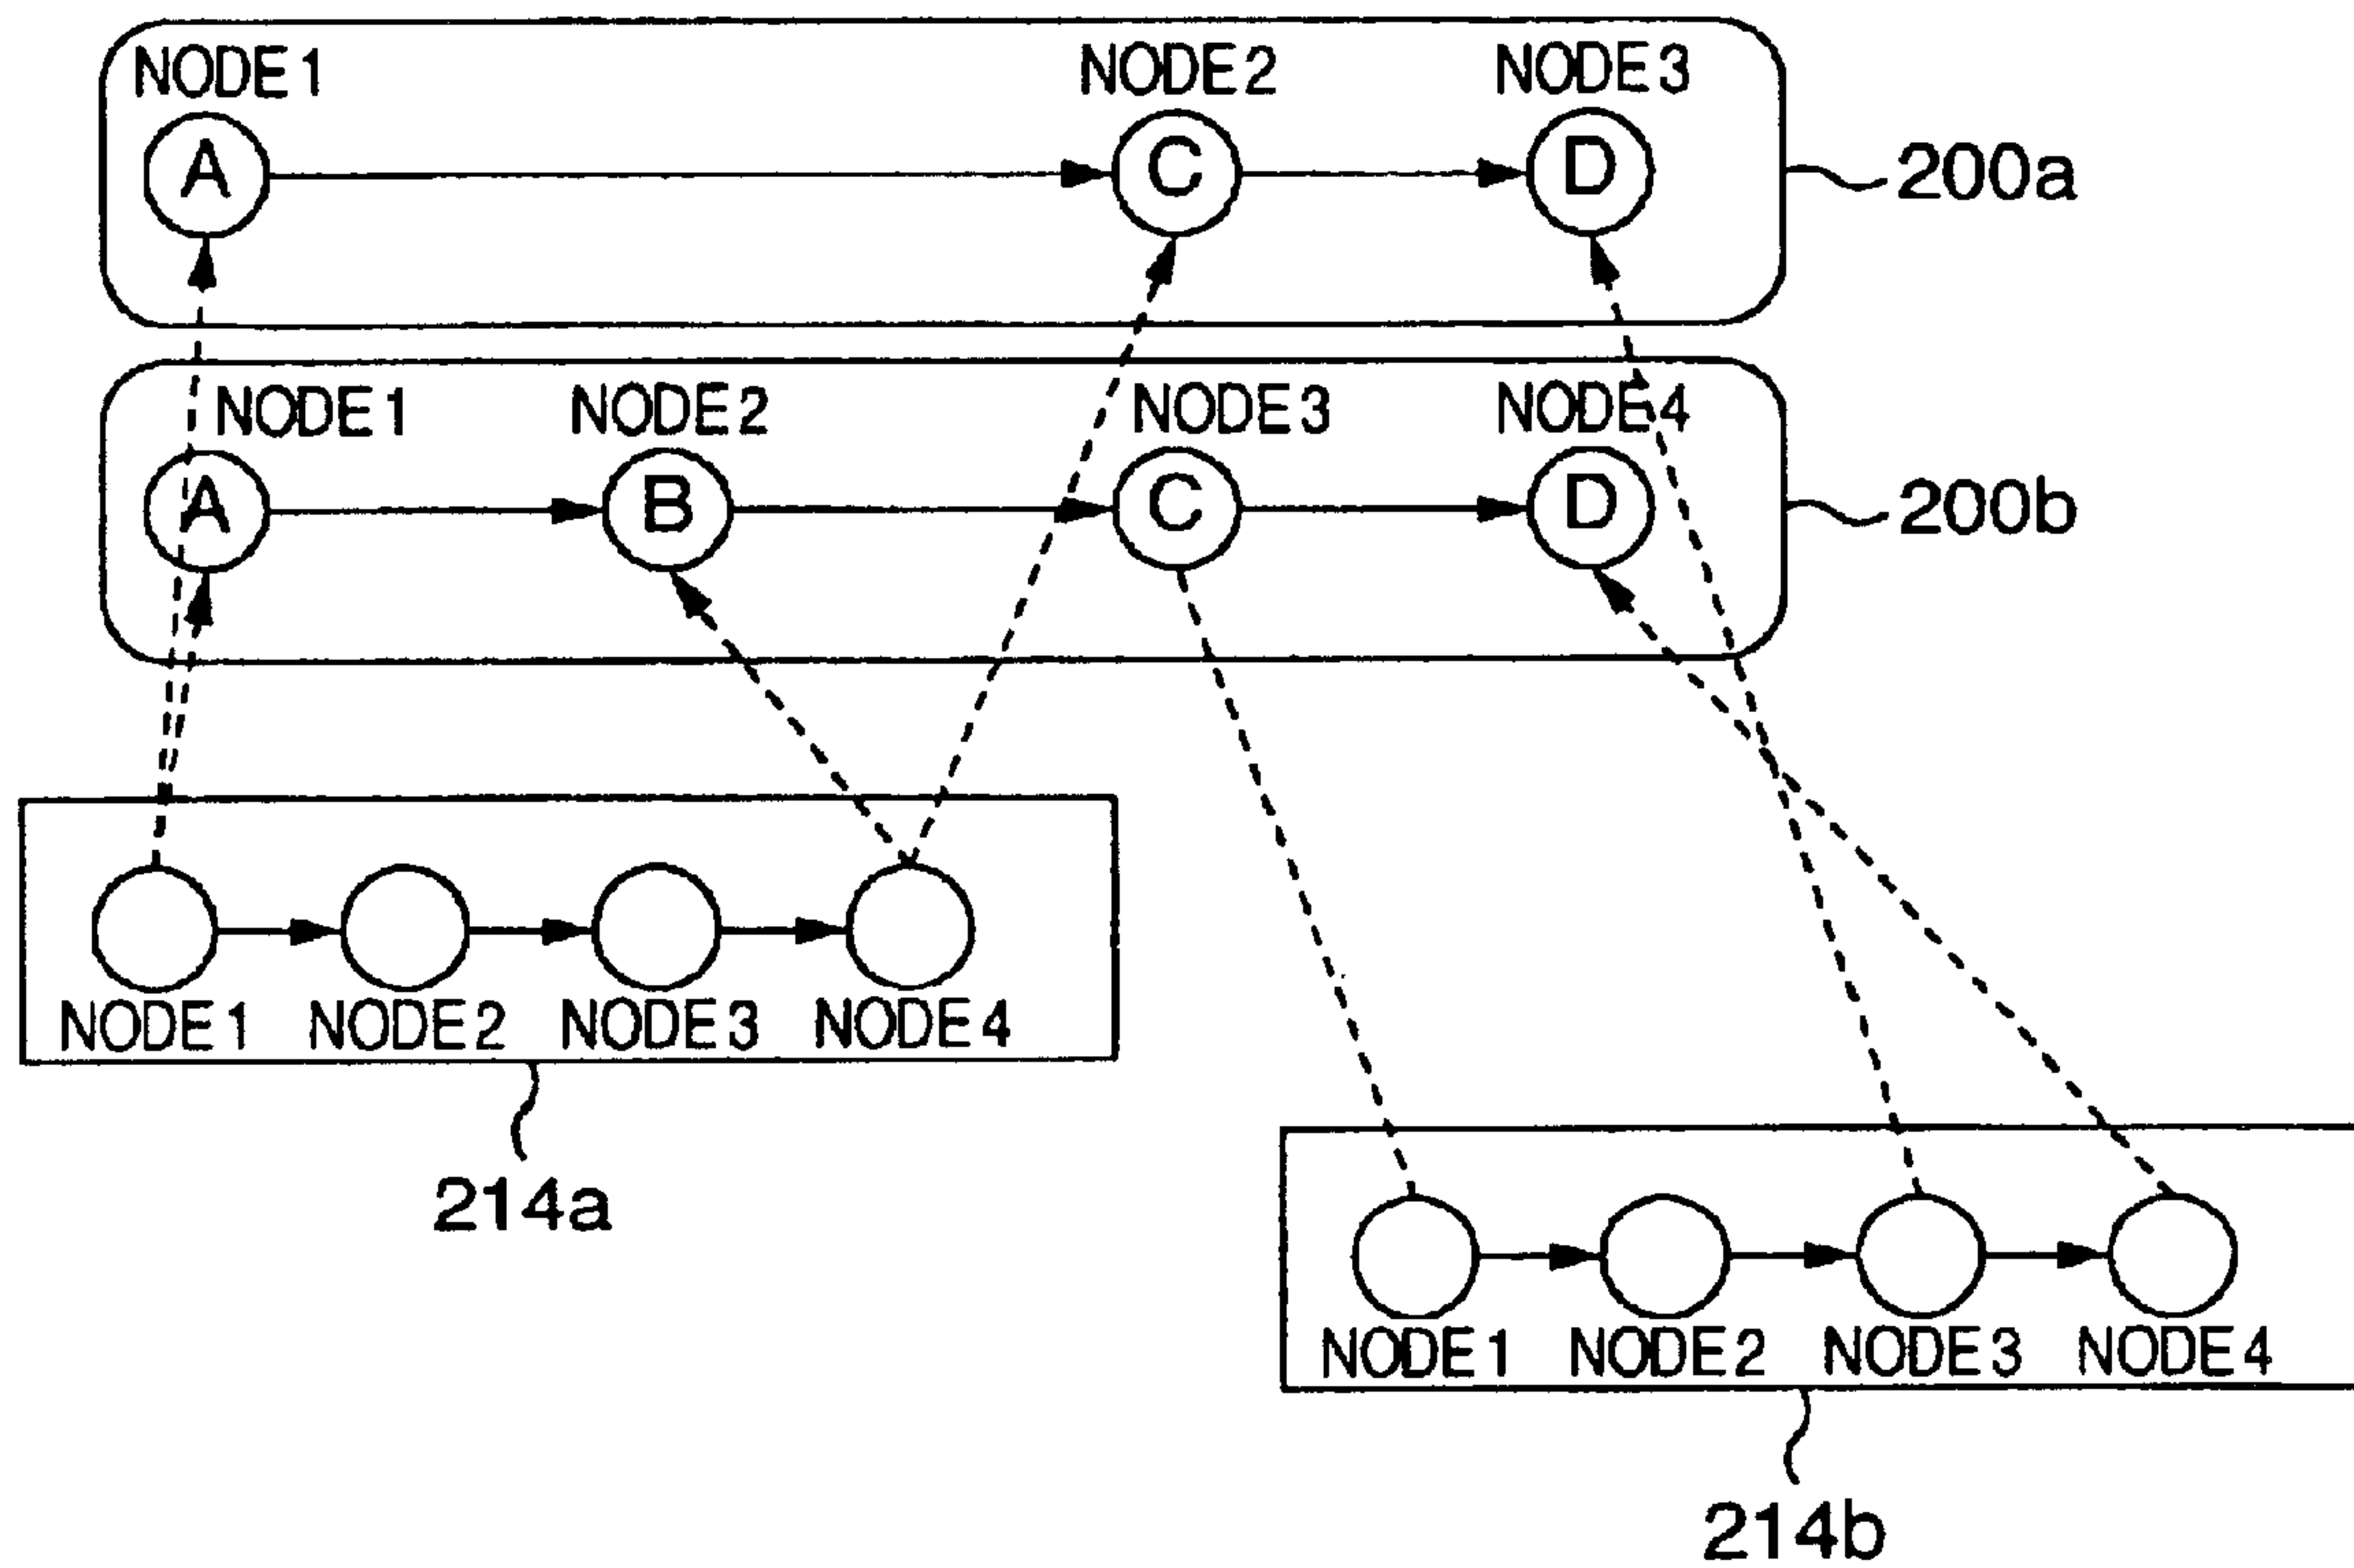 NODE1 NODE2 NODE3
A C D
200a
NODE1 NODE2 NODE3 NODE4
A B C D
200b
NODE1 NODE2 NODE3 NODE4
214a
NODE1 NODE2 NODE3 NODE4
214b